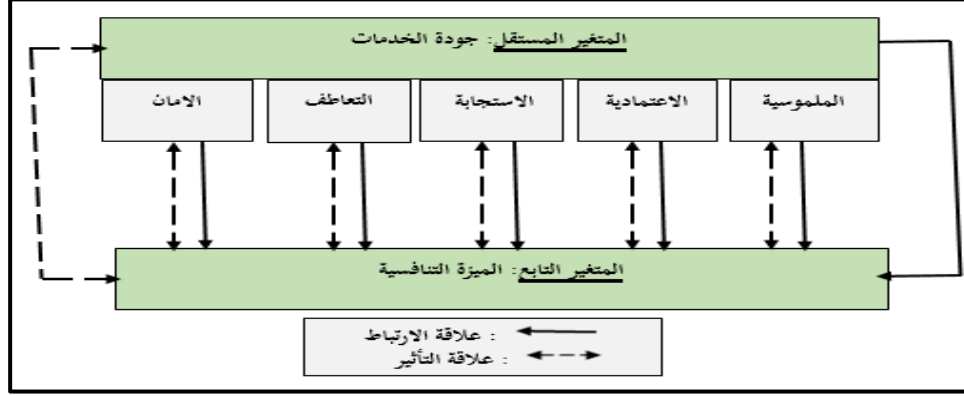 المتغير المستقل: جودة الخدمات
الملموسية
الاعتمادية
الاستجابة
التعاطف
الامان
المتغير التابع: الميزة التنافسية
: علاقة الارتباط
: علاقة التأثير